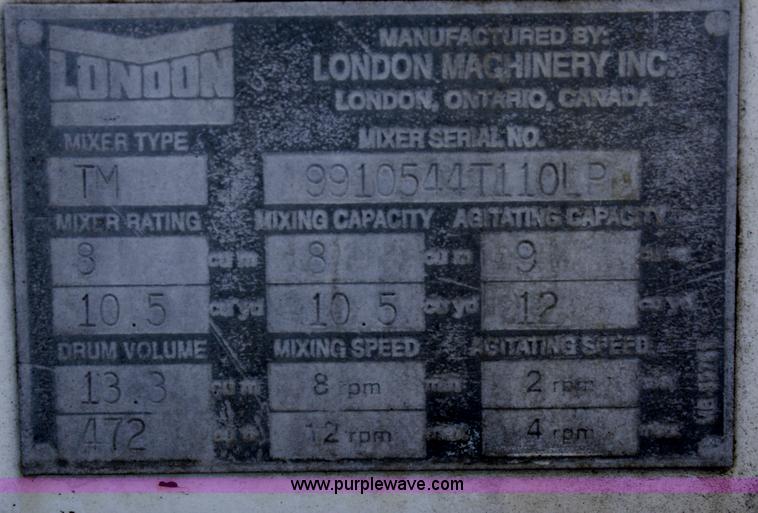 LONDON
MANUFACTURED BY:
LONDON MACHINERY INC.
LONDON, ONTARIO, CANADA
MIXER TYPE MIXER SERIAL NO.
TM 9910544T110LP
MIXER RATING MIXING CAPACITY AGITATING CAPACITY
8 cu m 8 cu m 9 cu m
10.5 cu yd 10.5 cu yd 12 cu yd
DRUM VOLUME MIXING SPEED AGITATING SPEED
13.3 cu m 8 rpm min 2 rpm
472 12 rpm 4 rpm
www.purplewave.com